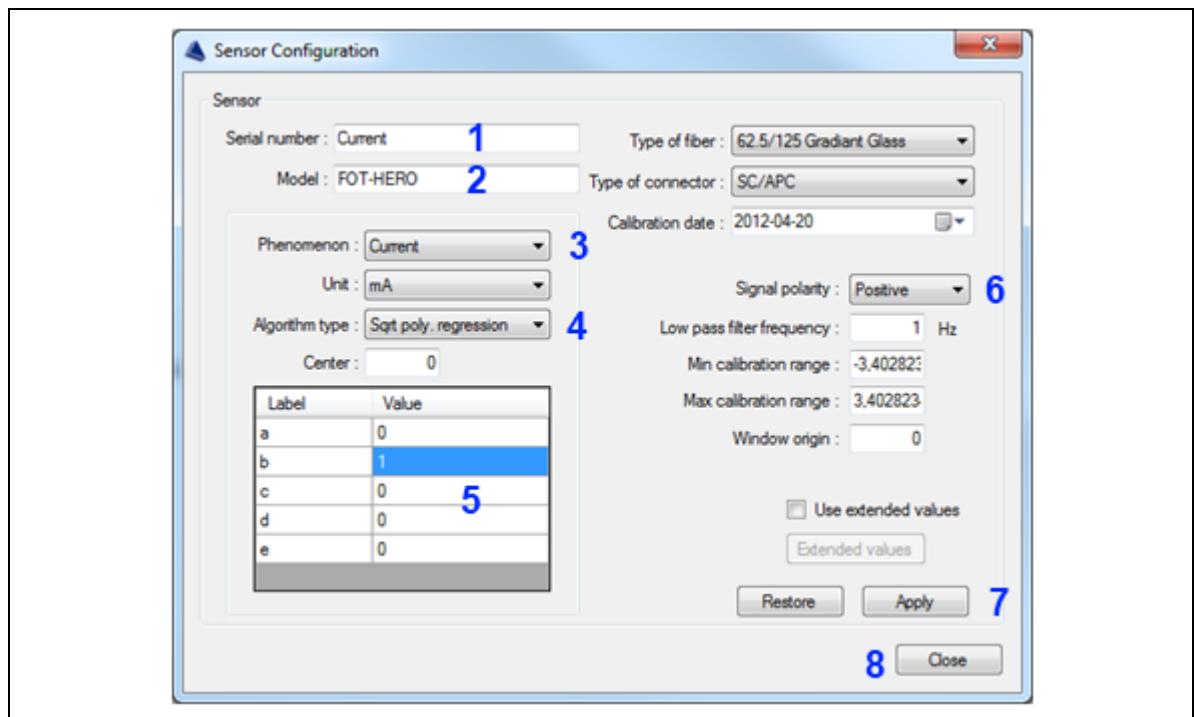 Sensor Configuration
Sensor
Serial number : Current 1
Model : FOT-HERO 2
Phenomenon : Current 3
Unit : mA
Algorithm type : Sqrt poly. regression 4
Center : 0
Label Value
a 0
b 1
c 0
d 0
e 0
5
Type of fiber : 62.5/125 Gradiant Glass
Type of connector : SC/APC
Calibration date : 2012-04-20
Signal polarity : Positive 6
Low pass filter frequency : 1 Hz
Min calibration range : -3,402823
Max calibration range : 3,402823
Window origin : 0
Use extended values
Extended values
Restore Apply 7
8 Close